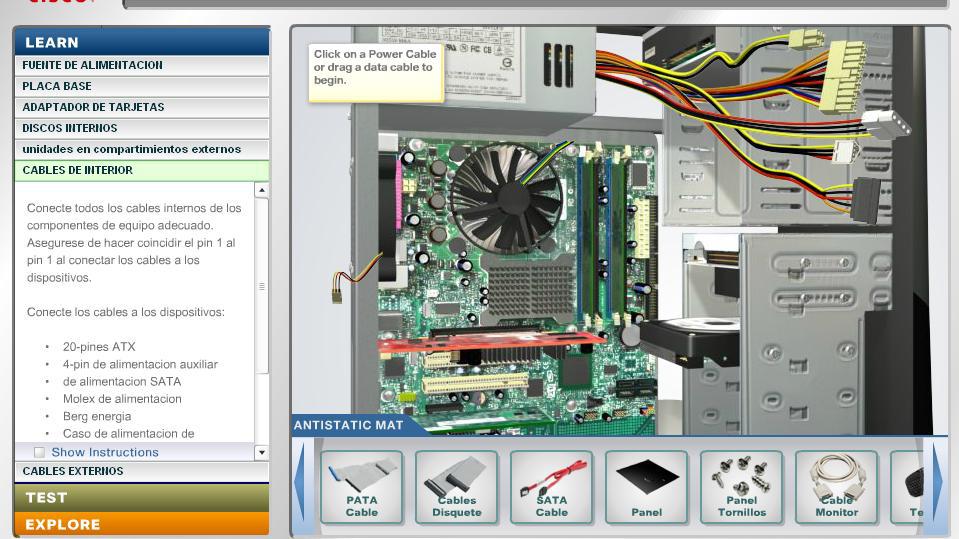 LEARN
FUENTE DE ALIMENTACION
PLACA BASE
ADAPTADOR DE TARJETAS
DISCOS INTERNOS
unidades en compartimientos externos
CABLES DE INTERIOR
Conecte todos los cables internos de los
componentes de equipo adecuado.
Asegurese de hacer coincidir el pin 1 al
pin 1 al conectar los cables a los
dispositivos.
Conecte los cables a los dispositivos:
• 20-pines ATX
• 4-pin de alimentacion auxiliar
• de alimentacion SATA
• Molex de alimentacion
• Berg energia
• Caso de alimentacion de
Show Instructions
CABLES EXTERNOS
TEST
EXPLORE
Click on a Power Cable
or drag a data cable to
begin.
ANTISTATIC MAT
PATA
Cable
Cables
Disquete
SATA
Cable
Panel
Panel
Tornillos
Cable
Monitor
Te